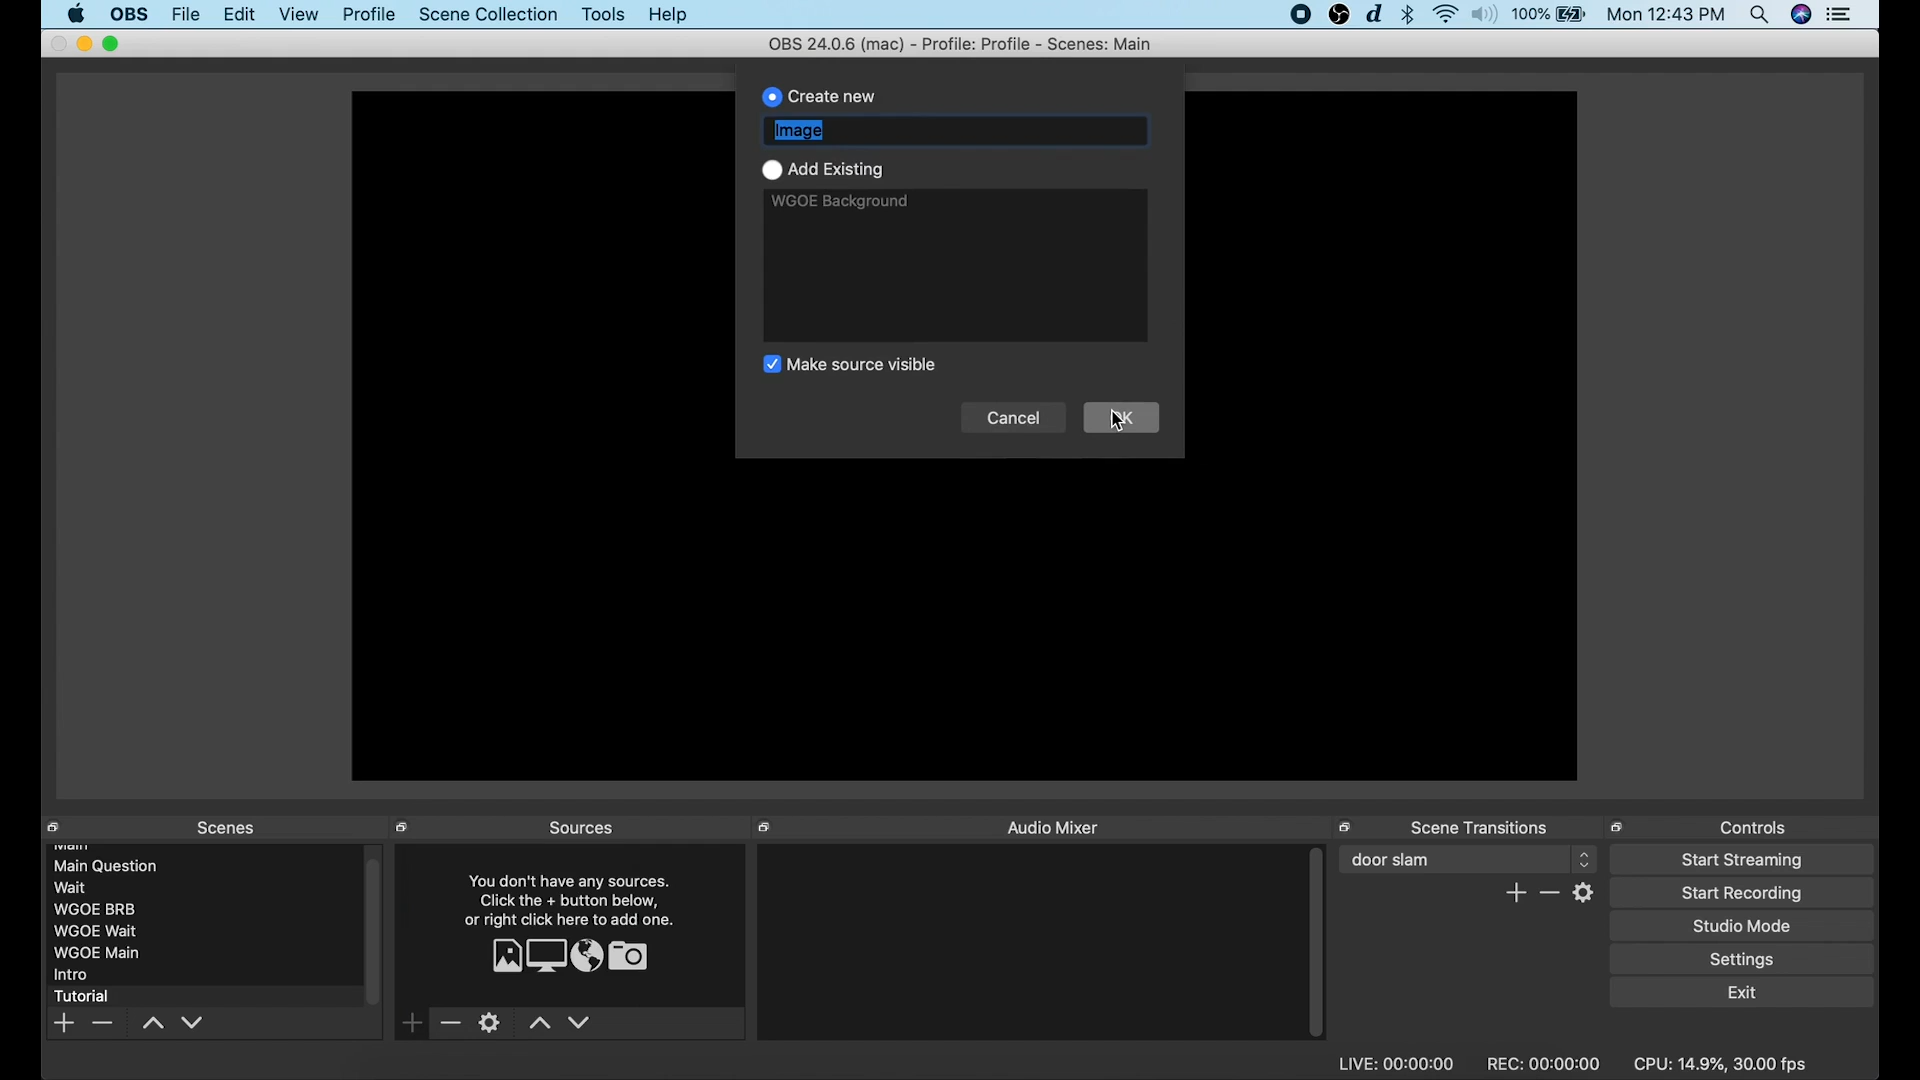 OBS File Edit View Profile Scene Collection Tools Help
d 100% Mon 12:43 PM
OBS 24.0.6 (mac) - Profile: Profile - Scenes: Main
Create new
Image
Add Existing
WGOE Background
Make source visible
Cancel
OK
Scenes
Main
Main Question
Wait
WGOE BRB
WGOE Wait
WGOE Main
Intro
Tutorial
Sources
You don't have any sources.
Click the + button below,
or right click here to add one.
Audio Mixer
Scene Transitions
door slam
Controls
Start Streaming
Start Recording
Studio Mode
Settings
Exit
LIVE: 00:00:00 REC: 00:00:00 CPU: 14.9%, 30.00 fps